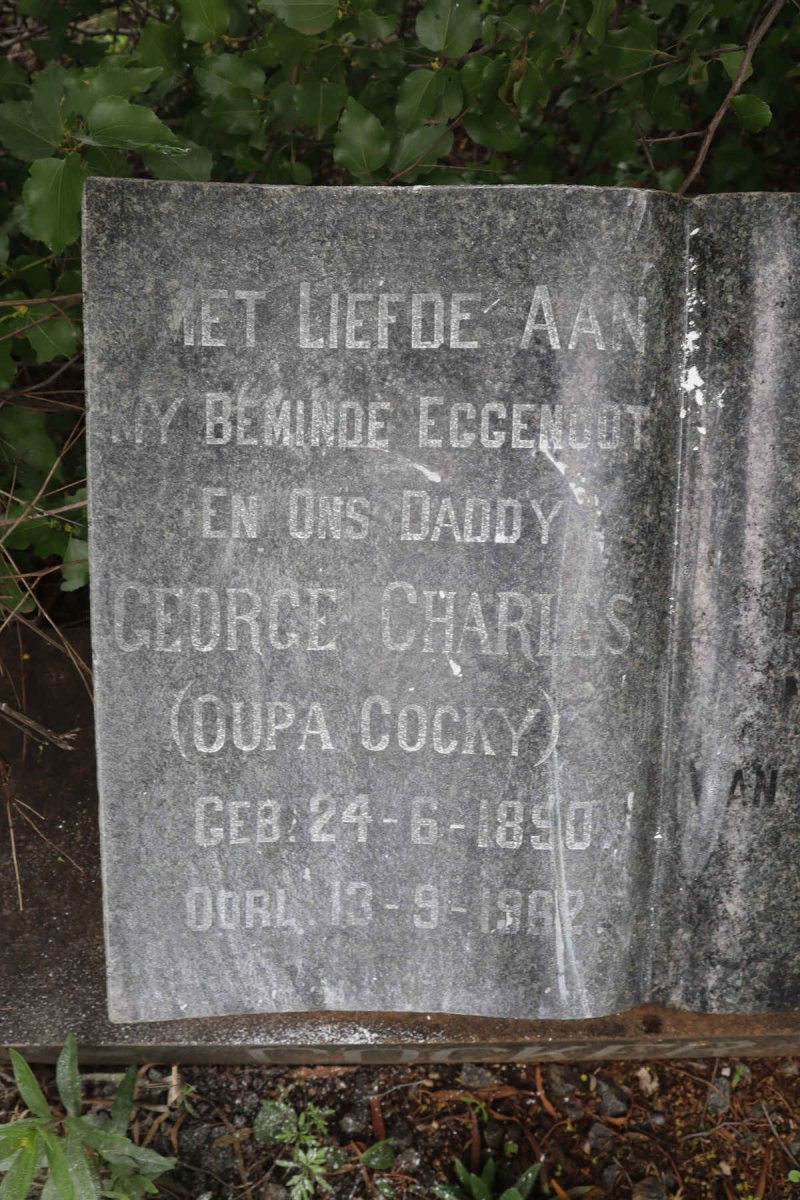 MET LIEFDE AAN
MY BEMINDE EGGENOOT
EN ONS DADDY
GEORGE CHARLES
(OUPA COCKY)
GEB. 24-6-1890.
OORL. 13-9-1962.
VAN